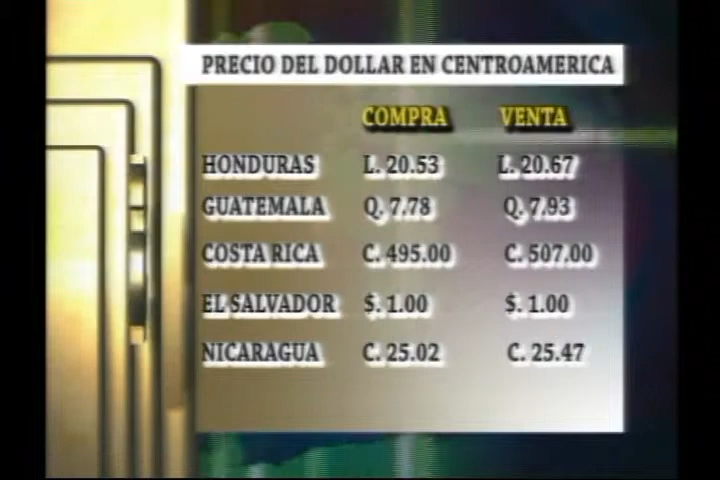 PRECIO DEL DOLLAR EN CENTROAMERICA
COMPRA VENTA
HONDURAS L. 20.53 L. 20.67
GUATEMALA Q. 7.78 Q. 7.93
COSTA RICA C. 495.00 C. 507.00
EL SALVADOR $. 1.00 $. 1.00
NICARAGUA C. 25.02 C. 25.47